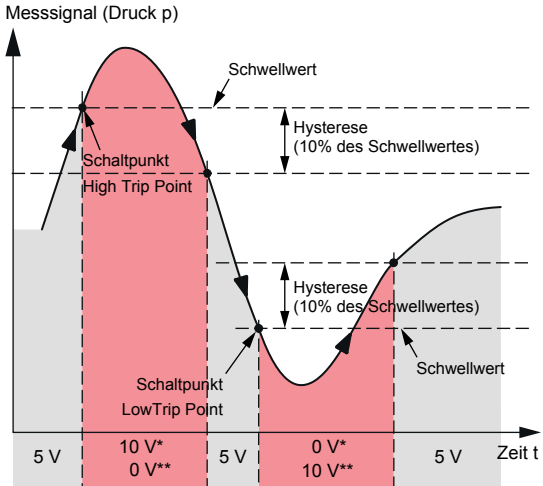 Messsignal (Druck p)
Schwellwert
Hysterese
(10% des Schwellwertes)
Schaltpunkt
High Trip Point
Hysterese
(10% des Schwellwertes)
Schwellwert
Schaltpunkt
LowTrip Point
5 V
10 V*
0 V**
5 V
0 V*
10 V**
5 V
Zeit t